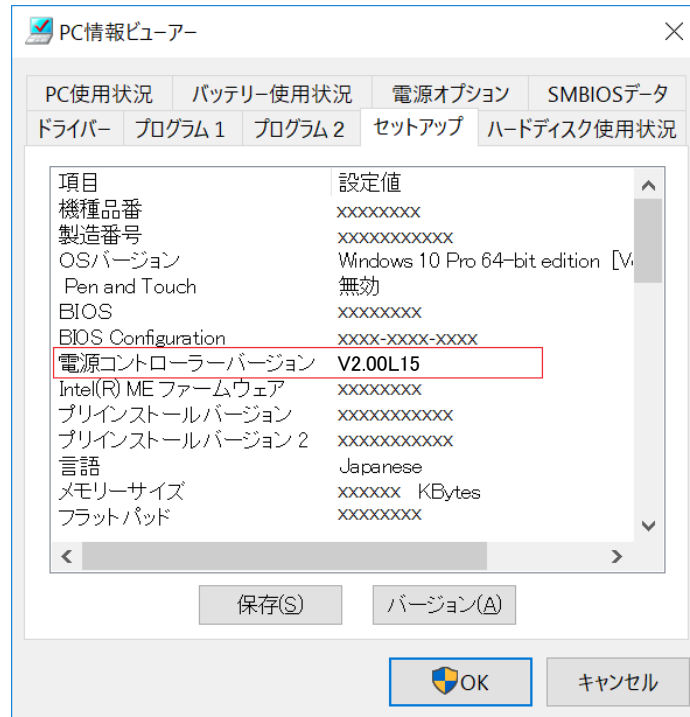 PC情報ビューアー
PC使用状況 バッテリー使用状況 電源オプション SMBIOSデータ
ドライバー プログラム 1 プログラム 2 セットアップ ハードディスク使用状況
項目 設定値
機種品番 xxxxxxxx
製造番号 xxxxxxxxxxx
OSバージョン Windows 10 Pro 64-bit edition [V
Pen and Touch 無効
BIOS xxxxxxxx
BIOS Configuration xxxx-xxxx-xxxx
電源コントローラーバージョン V2.00L15
Intel(R) ME ファームウェア xxxxxxxx
プリインストールバージョン xxxxxxxxxxx
プリインストールバージョン 2 xxxxxxxxxxx
言語 Japanese
メモリーサイズ xxxxxx KBytes
フラットパッド xxxxxxxx
保存(S) バージョン(A)
OK キャンセル